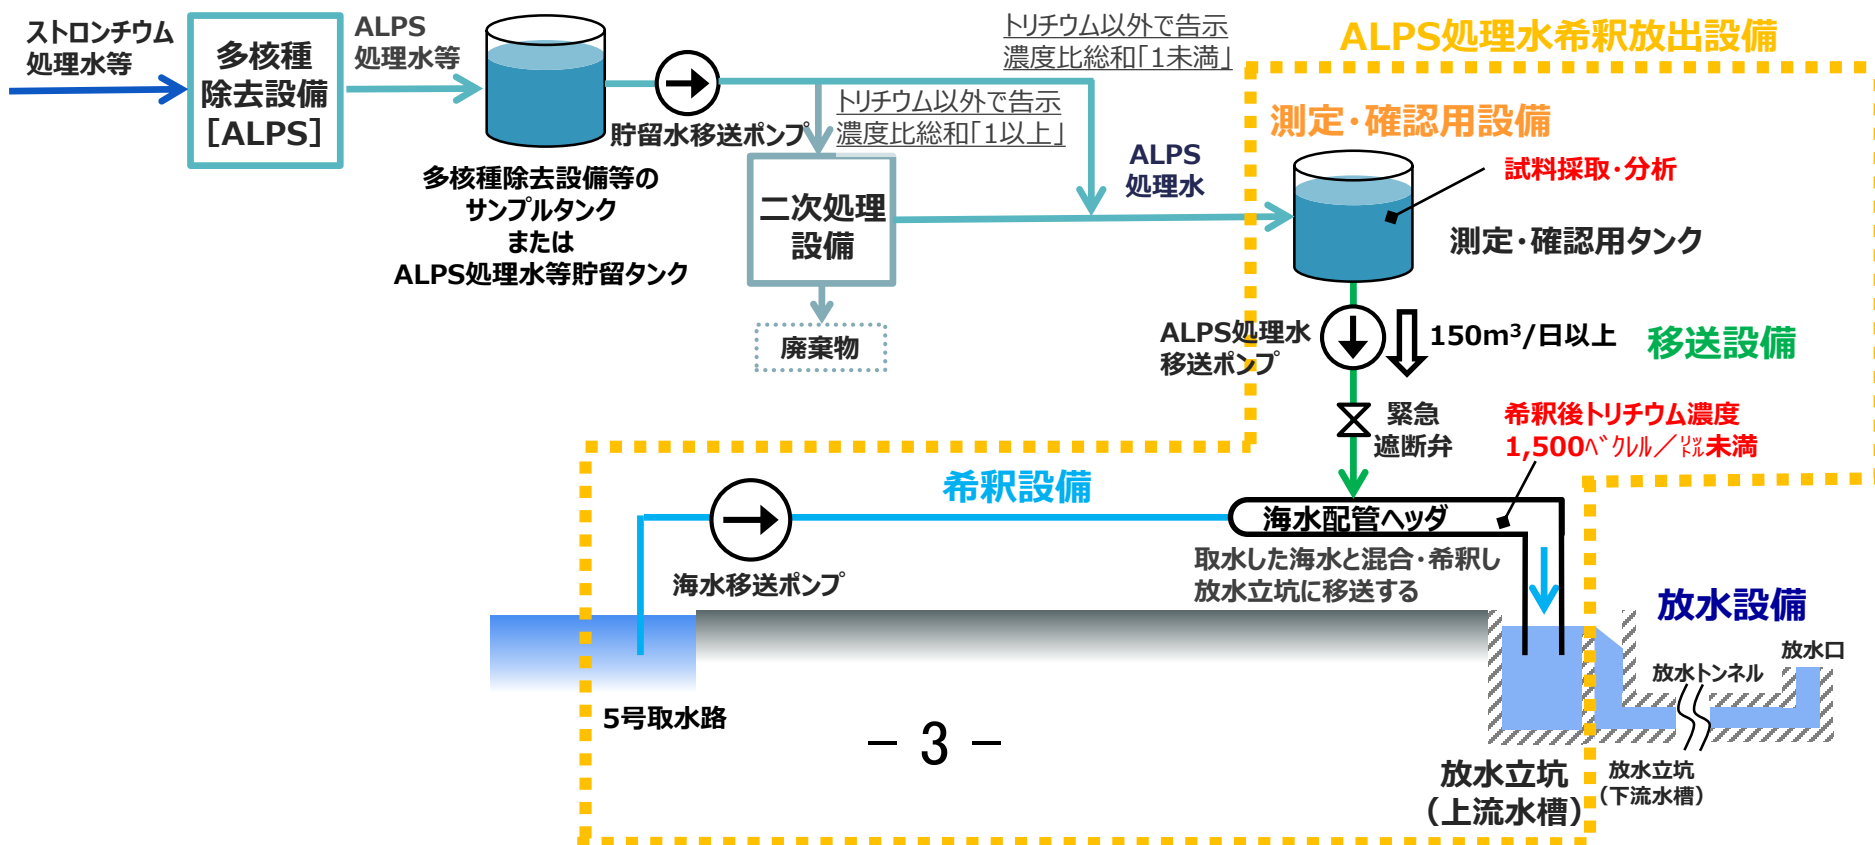 ストロンチウム
処理水等
多核種
除去設備
[ALPS]
ALPS
処理水等
多核種除去設備等の
サンプルタンク
または
ALPS処理水等貯留タンク
貯留水移送ポンプ
トリチウム以外で告示
濃度比総和「1未満」
トリチウム以外で告示
濃度比総和「1以上」
二次処理
設備
廃棄物
ALPS
処理水
ALPS処理水希釈放出設備
測定・確認用設備
試料採取・分析
測定・確認用タンク
ALPS処理水
移送ポンプ
150m³/日以上
移送設備
緊急
遮断弁
希釈後トリチウム濃度
1,500ベクレル/リットル未満
希釈設備
海水配管ヘッダ
取水した海水と混合・希釈し
放水立坑に移送する
海水移送ポンプ
5号取水路
放水設備
放水口
放水トンネル
放水立坑
(上流水槽)
放水立坑
(下流水槽)
- 3 -